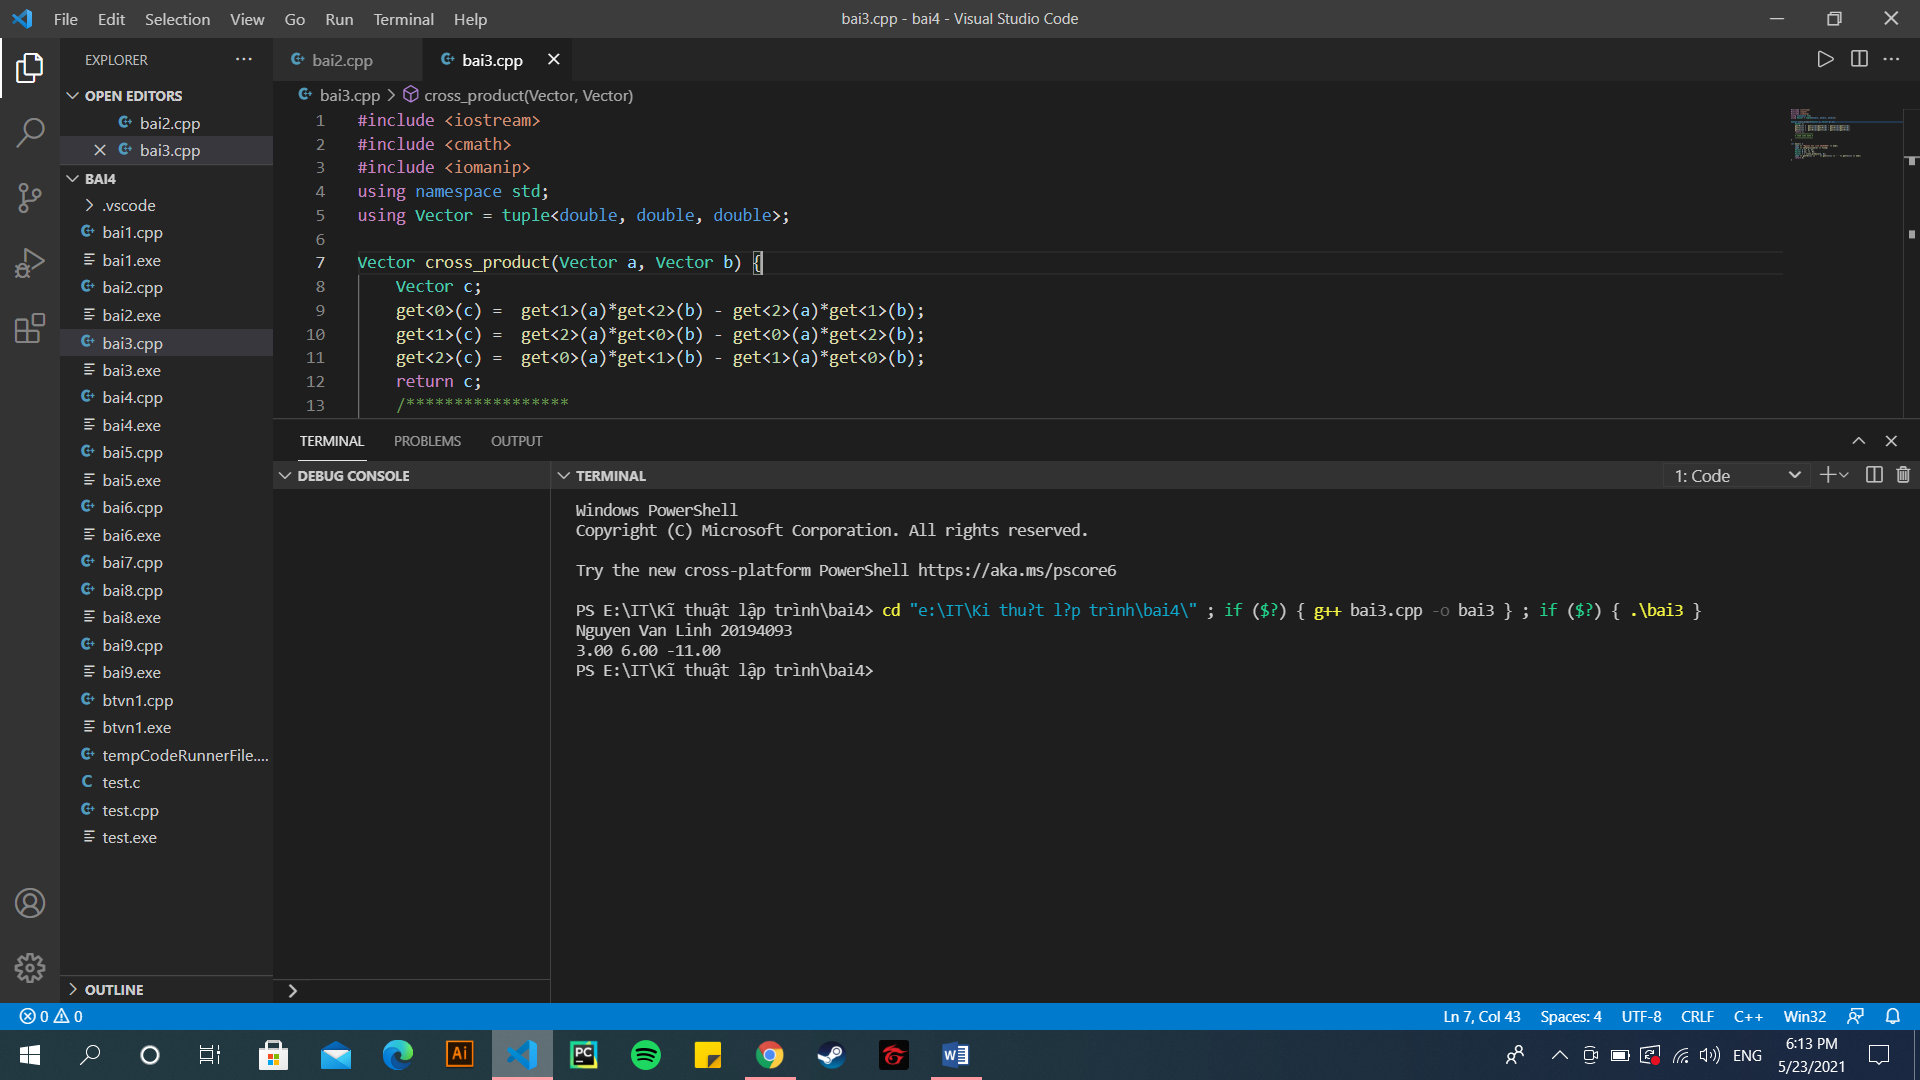 File Edit Selection View Go Run Terminal Help
bai3.cpp - bai4 - Visual Studio Code
EXPLORER
OPEN EDITORS
bai2.cpp
bai3.cpp
BAI4
.vscode
bai1.cpp
bai1.exe
bai2.cpp
bai2.exe
bai3.cpp
bai3.exe
bai4.cpp
bai4.exe
bai5.cpp
bai5.exe
bai6.cpp
bai6.exe
bai7.cpp
bai8.cpp
bai8.exe
bai9.cpp
bai9.exe
btvn1.cpp
btvn1.exe
tempCodeRunnerFile....
test.c
test.cpp
test.exe
OUTLINE
bai2.cpp bai3.cpp
bai3.cpp > cross_product(Vector, Vector)
1 #include <iostream>
2 #include <cmath>
3 #include <iomanip>
4 using namespace std;
5 using Vector = tuple<double, double, double>;
6
7 Vector cross_product(Vector a, Vector b) {
8 Vector c;
9 get<0>(c) =  get<1>(a)*get<2>(b) - get<2>(a)*get<1>(b);
10 get<1>(c) =  get<2>(a)*get<0>(b) - get<0>(a)*get<2>(b);
11 get<2>(c) =  get<0>(a)*get<1>(b) - get<1>(a)*get<0>(b);
12 return c;
13 /*****************
TERMINAL PROBLEMS OUTPUT
DEBUG CONSOLE
TERMINAL
1: Code
Windows PowerShell
Copyright (C) Microsoft Corporation. All rights reserved.
Try the new cross-platform PowerShell https://aka.ms/pscore6
PS E:\IT\Kĩ thuật lập trình\bai4> cd "e:\IT\Ki thu?t l?p trình\bai4\" ; if ($?) { g++ bai3.cpp -o bai3 } ; if ($?) { .\bai3 }
Nguyen Van Linh 20194093
3.00 6.00 -11.00
PS E:\IT\Kĩ thuật lập trình\bai4>
0 0
Ln 7, Col 43 Spaces: 4 UTF-8 CRLF C++ Win32
Ai
PC
W
ENG
6:13 PM
5/23/2021